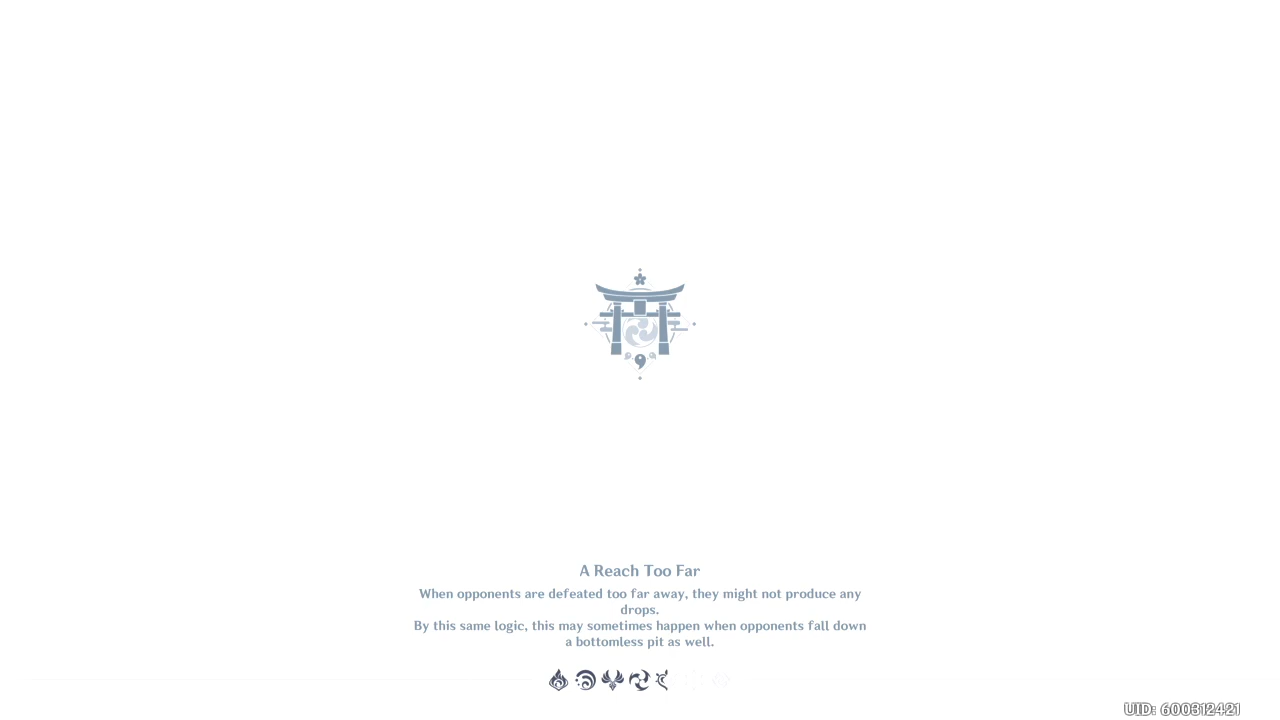 A Reach Too Far
When opponents are defeated too far away, they might not produce any
drops.
By this same logic, this may sometimes happen when opponents fall down
a bottomless pit as well.
UID: 600312421